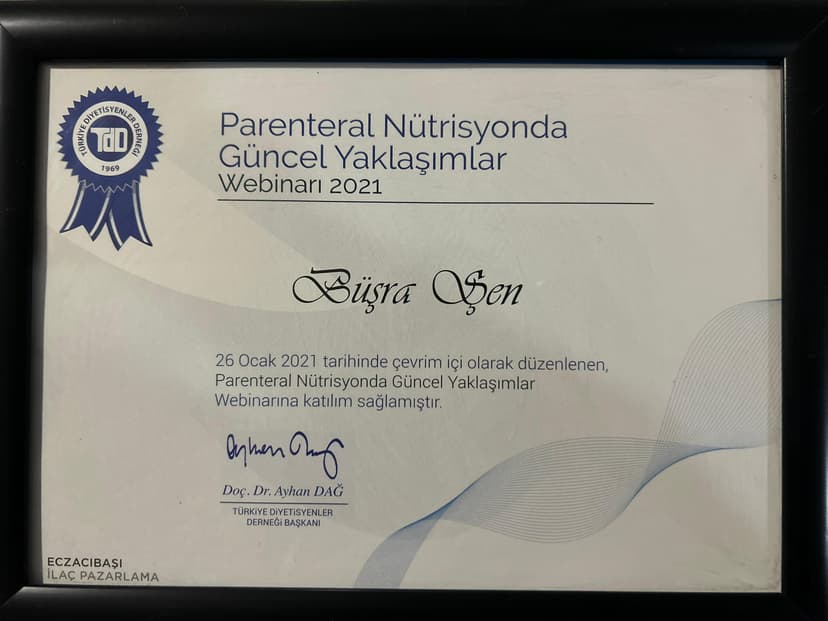 TÜRKİYE DİYETİSYENLER DERNEĞİ
TDD
1969
Parenteral Nütrisyonda
Güncel Yaklaşımlar
Webinarı 2021
Büşra Şen
26 Ocak 2021 tarihinde çevrim içi olarak düzenlenen,
Parenteral Nütrisyonda Güncel Yaklaşımlar
Webinarına katılım sağlamıştır.
Doç. Dr. Ayhan DAĞ
TÜRKİYE DİYETİSYENLER
DERNEĞİ BAŞKANI
ECZACIBAŞI
İLAÇ PAZARLAMA